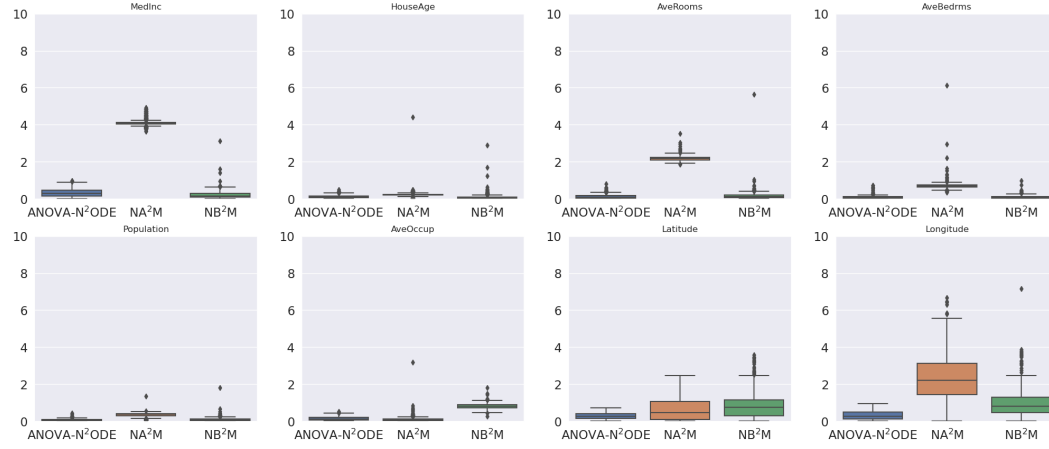 MedInc HouseAge AveRooms AveBedrms
10 10 10 10
8 8 8 8
6 6 6 6
4 4 4 4
2 2 2 2
0 0 0 0
ANOVA-N²ODE NA²M NB²M ANOVA-N²ODE NA²M NB²M ANOVA-N²ODE NA²M NB²M ANOVA-N²ODE NA²M NB²M
Population AveOccup Latitude Longitude
10 10 10 10
8 8 8 8
6 6 6 6
4 4 4 4
2 2 2 2
0 0 0 0
ANOVA-N²ODE NA²M NB²M ANOVA-N²ODE NA²M NB²M ANOVA-N²ODE NA²M NB²M ANOVA-N²ODE NA²M NB²M